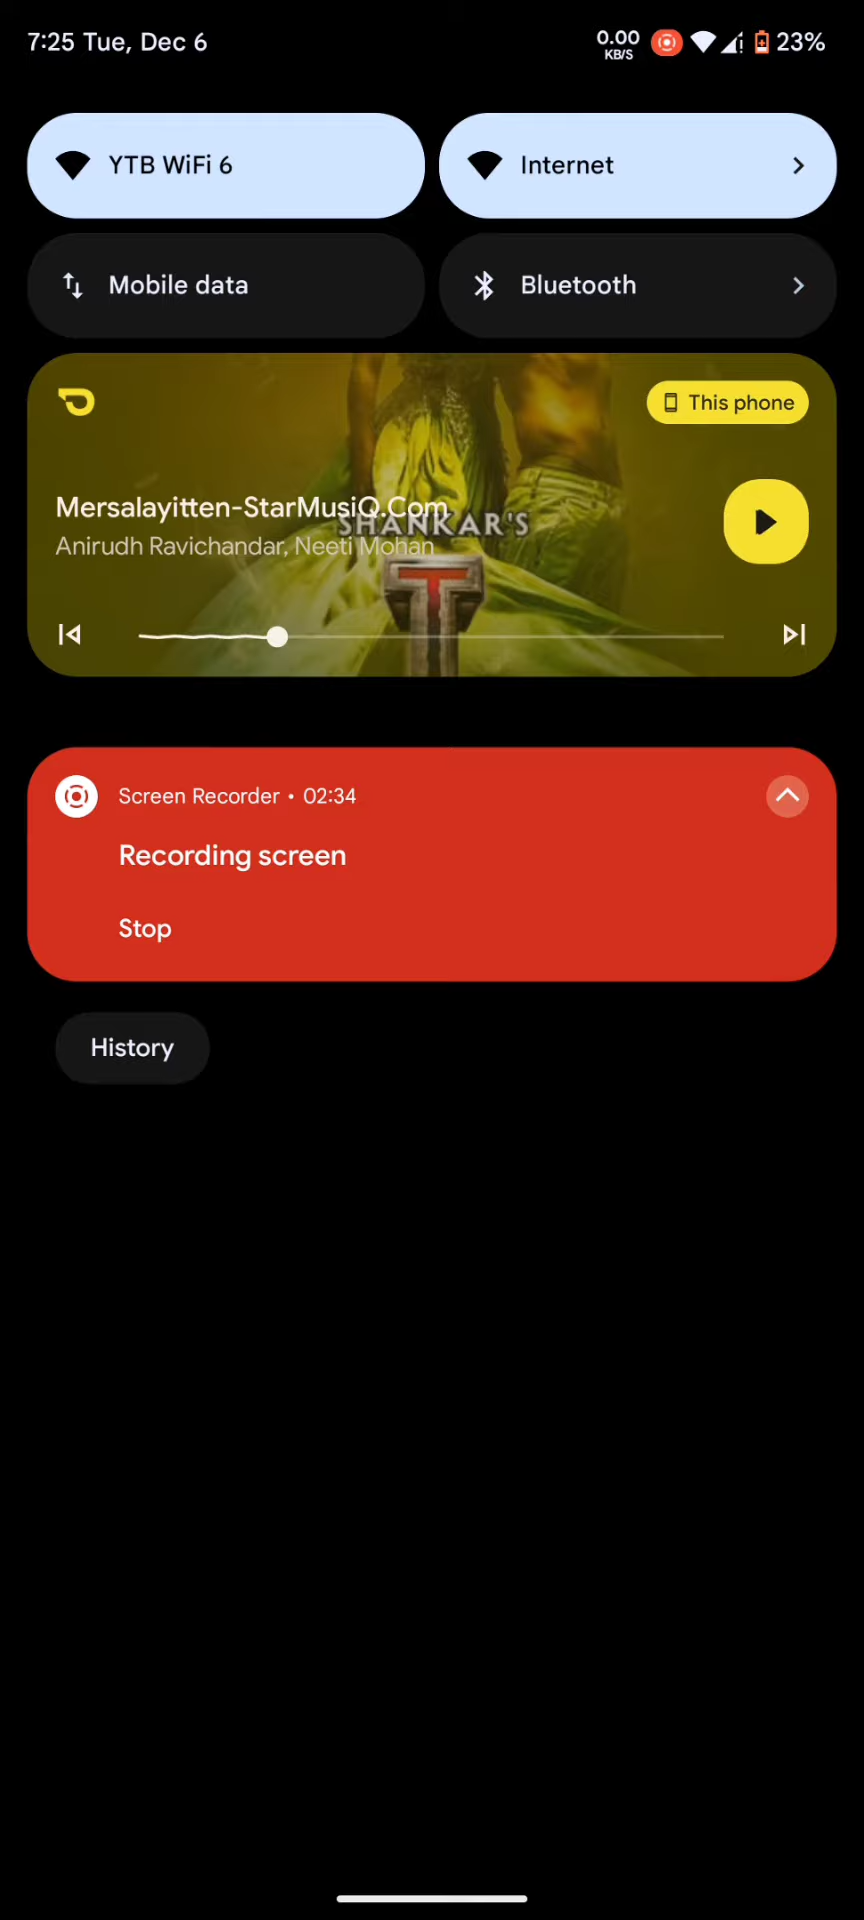 7:25 Tue, Dec 6
0.00
KB/S
23%
YTB WiFi 6
Internet
Mobile data
Bluetooth
This phone
Mersalayitten-StarMusiQ.Com
SHANKAR'S
Anirudh Ravichandar, Neeti Mohan
Screen Recorder • 02:34
Recording screen
Stop
History